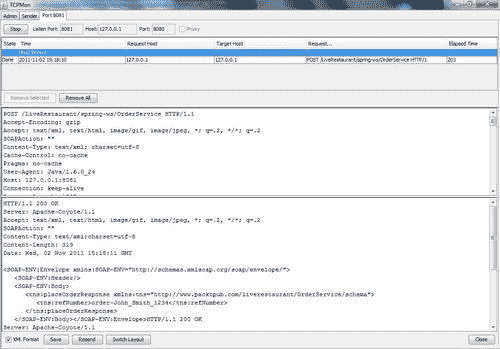 TCPMon
Admin Sender Port 8081
Stop Listen Port: 8081 Host: 127.0.0.1 Port: 8080 Proxy
State Time Request Host Target Host Request... Elapsed Time
Most Recent
Done 2011-11-02 19:18:10 127.0.0.1 127.0.0.1 POST /LiveRestaurant/spring-ws/OrderService HTTP/1 203
Remove Selected Remove All
POST /LiveRestaurant/spring-ws/OrderService HTTP/1.1
Accept-Encoding: gzip
Accept: text/xml, text/html, image/gif, image/jpeg, *; q=.2, */*; q=.2
SOAPAction: ""
Content-Type: text/xml; charset=utf-8
Cache-Control: no-cache
Pragma: no-cache
User-Agent: Java/1.6.0_24
Host: 127.0.0.1:8081
Connection: keep-alive
HTTP/1.1 200 OK
Server: Apache-Coyote/1.1
Accept: text/xml, text/html, image/gif, image/jpeg, *; q=.2, */*; q=.2
SOAPAction: ""
Content-Type: text/xml;charset=utf-8
Content-Length: 319
Date: Wed, 02 Nov 2011 15:18:11 GMT
<SOAP-ENV:Envelope xmlns:SOAP-ENV="http://schemas.xmlsoap.org/soap/envelope/">
<SOAP-ENV:Header/>
<SOAP-ENV:Body>
<tns:placeOrderResponse xmlns:tns="http://www.packtpub.com/liverestaurant/OrderService/schema">
<tns:refNumber>order-John_Smith_1234</tns:refNumber>
</tns:placeOrderResponse>
</SOAP-ENV:Body></SOAP-ENV:Envelope>HTTP/1.1 200 OK
Server: Apache-Coyote/1.1
XML Format Save Resend Switch Layout Close